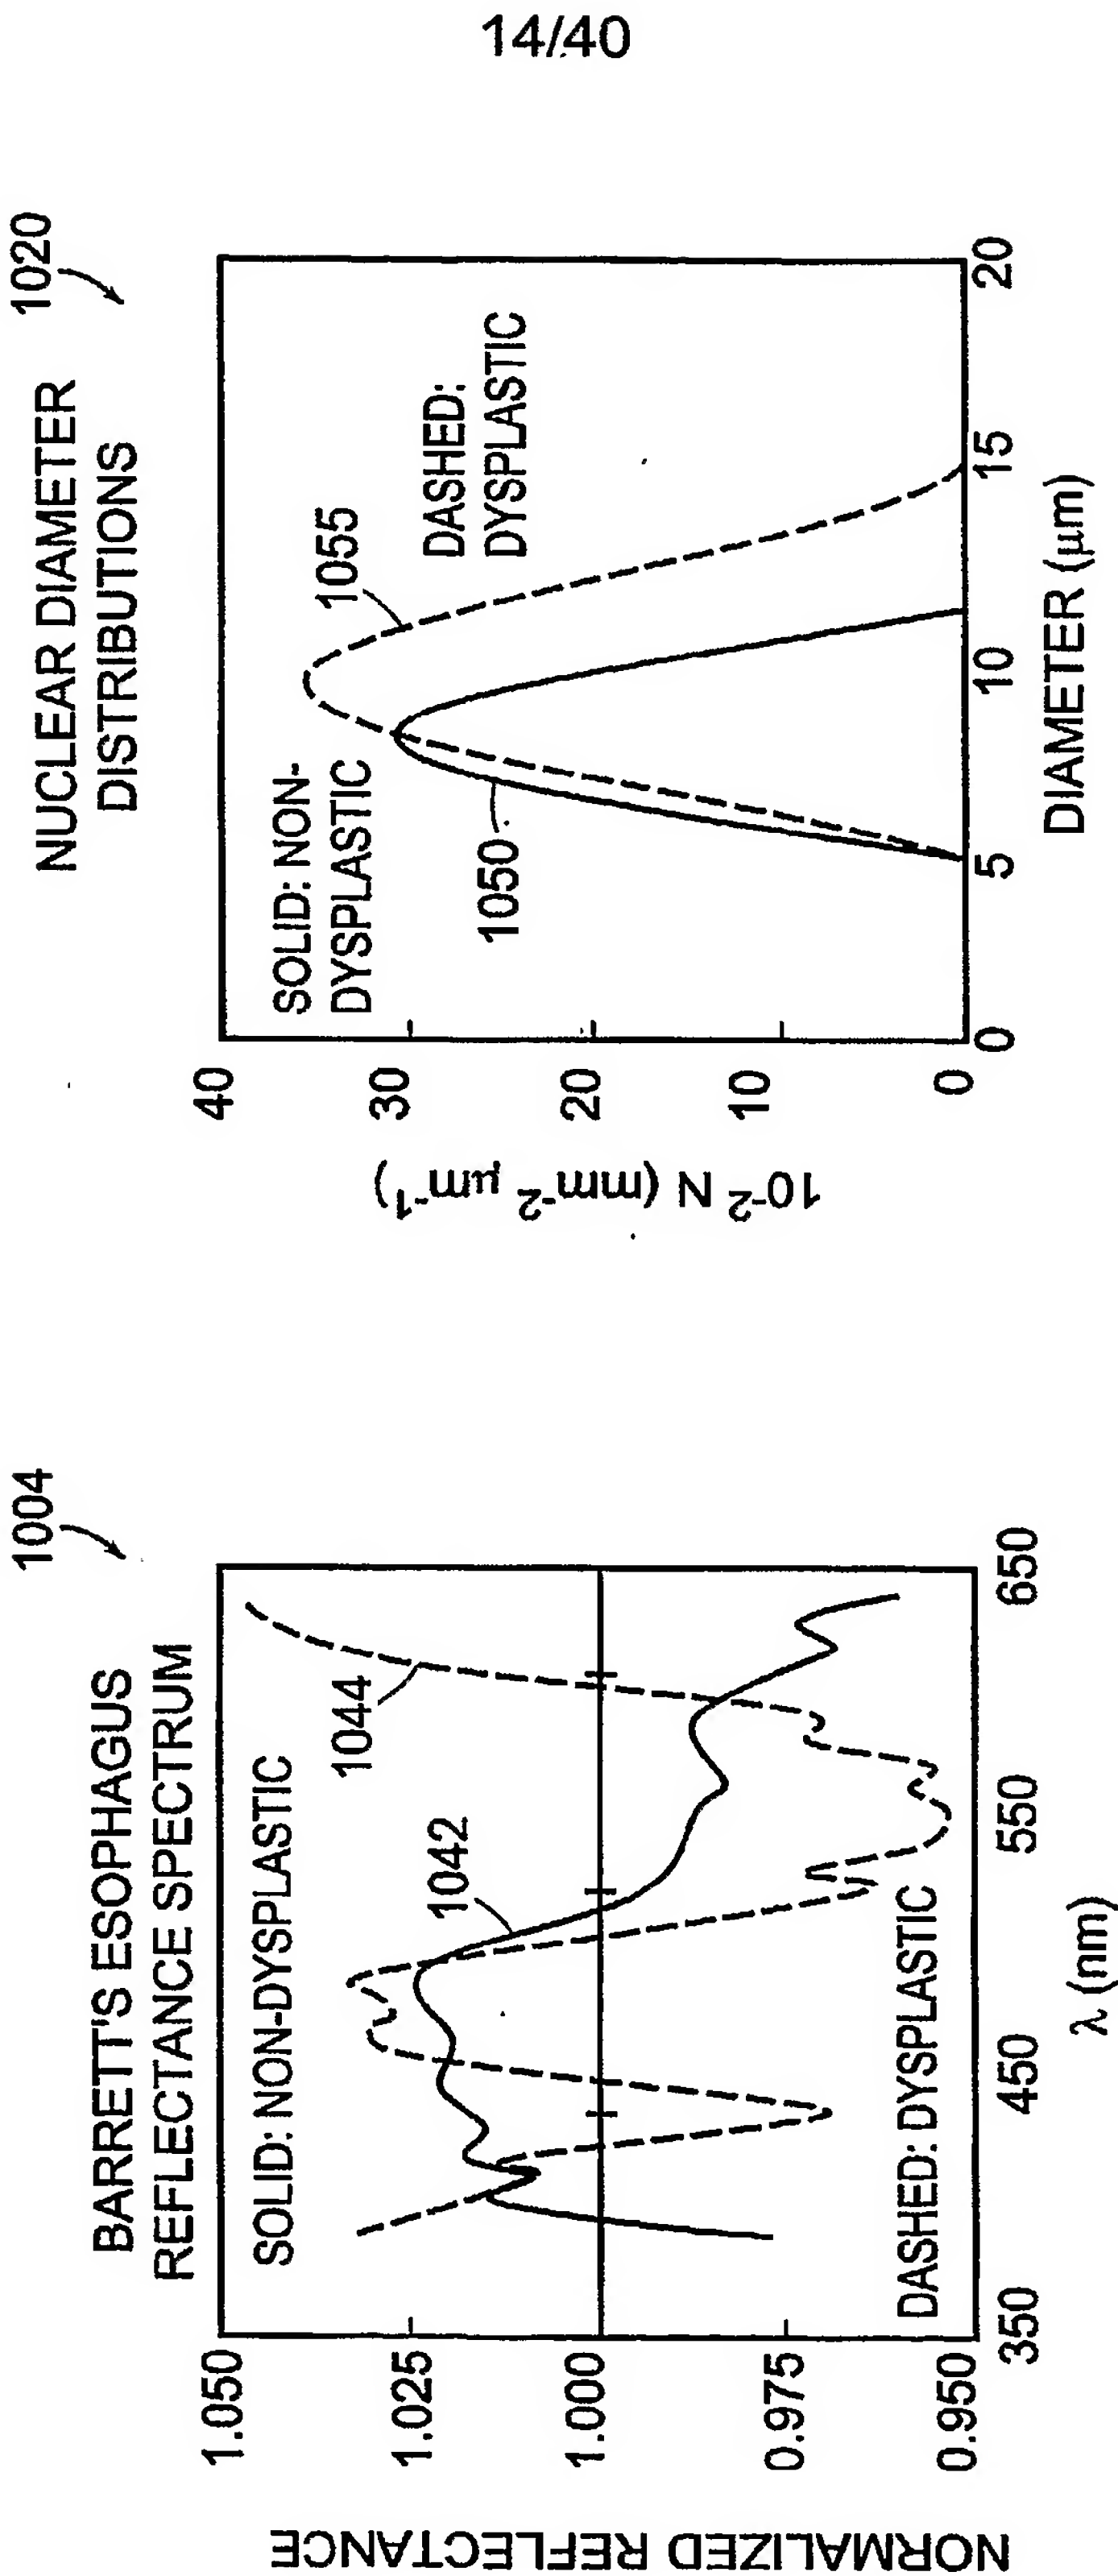 14/40
1004
BARRETT'S ESOPHAGUS
REFLECTANCE SPECTRUM
NORMALIZED REFLECTANCE
1.050
1.025
1.000
0.975
0.950
SOLID: NON-DYSPLASTIC
1042
1044
DASHED: DYSPLASTIC
350
450
550
650
λ (nm)
1020
NUCLEAR DIAMETER
DISTRIBUTIONS
10⁻² N (mm⁻² μm⁻¹)
40
30
20
10
0
SOLID: NON-
DYSPLASTIC
1050
1055
DASHED:
DYSPLASTIC
0
5
10
15
20
DIAMETER (μm)